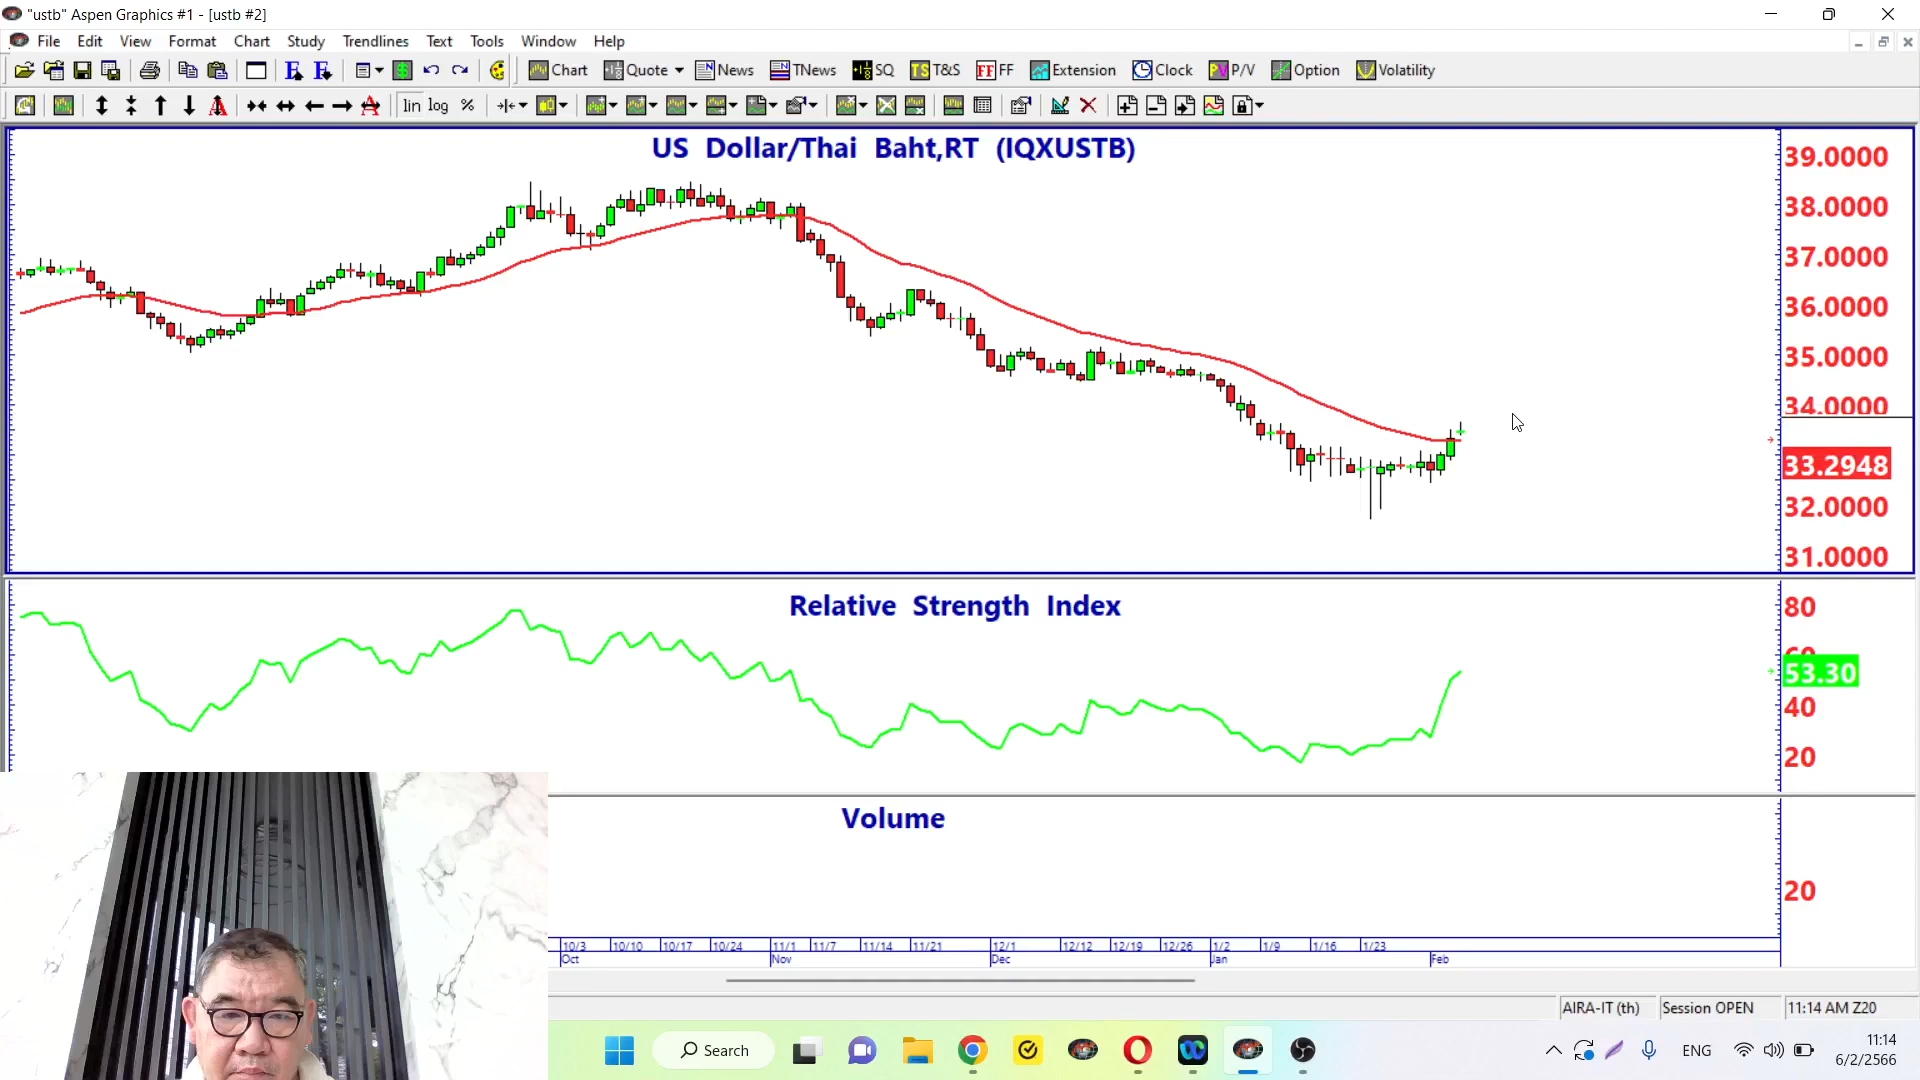 "ustb" Aspen Graphics #1 - [ustb #2]
File Edit View Format Chart Study Trendlines Text Tools Window Help
Chart Quote News TNews SQ TS T&S FF FF Extension Clock P/V Option Volatility
lin log %
US Dollar/Thai Baht,RT (IQXUSTB)
39.0000
38.0000
37.0000
36.0000
35.0000
34.0000
33.2948
32.0000
31.0000
Relative Strength Index
80
60
53.30
40
20
Volume
20
10/3 10/10 10/17 10/24 11/1 11/7 11/14 11/21 12/1 12/12 12/19 12/26 1/2 1/9 1/16 1/23
Oct Nov Dec Jan Feb
AIRA-IT (th) Session OPEN 11:14 AM Z20
Search
ENG
11:14
6/2/2566